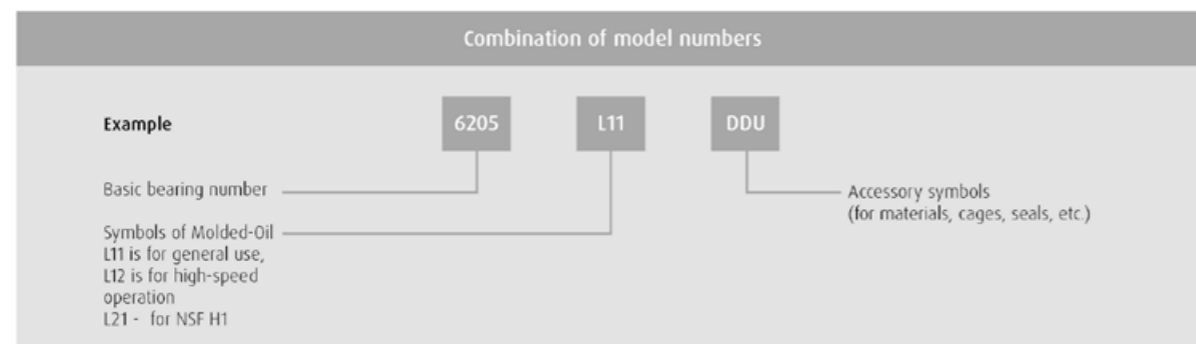 Combination of model numbers
Example
6205
L11
DDU
Basic bearing number
Accessory symbols
(for materials, cages, seals, etc.)
Symbols of Molded-Oil
L11 is for general use,
L12 is for high-speed
operation
L21 - for NSF H1